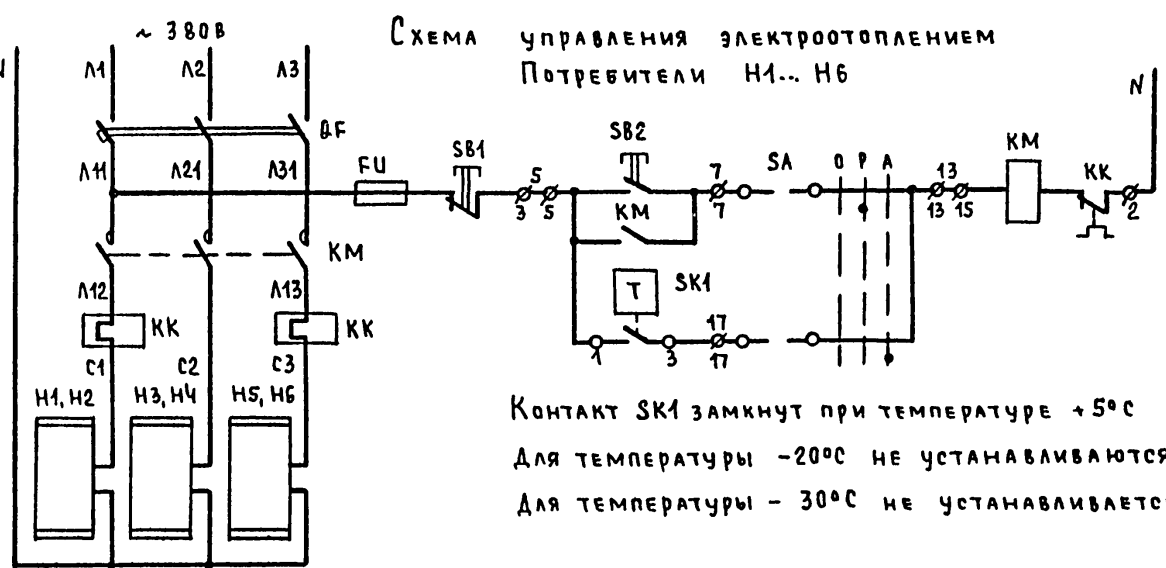 ~ 380В
Схема управления электроотоплением
Потребители Н1... Н6
N
Л1 Л2 Л3
QF
Л11 Л21 Л31
FU
SB1
SB2
SA О Р А
КМ
КК
N
5
3 5
7
7
13
13 15
2
КМ
КМ
Л12 Л13
КК КК
Т SK1
1 3
17
17
С1 С2 С3
Н1, Н2 Н3, Н4 Н5, Н6
Контакт SK1 замкнут при температуре +5°С
Для температуры -20°С не устанавливаются
Для температуры - 30°С не